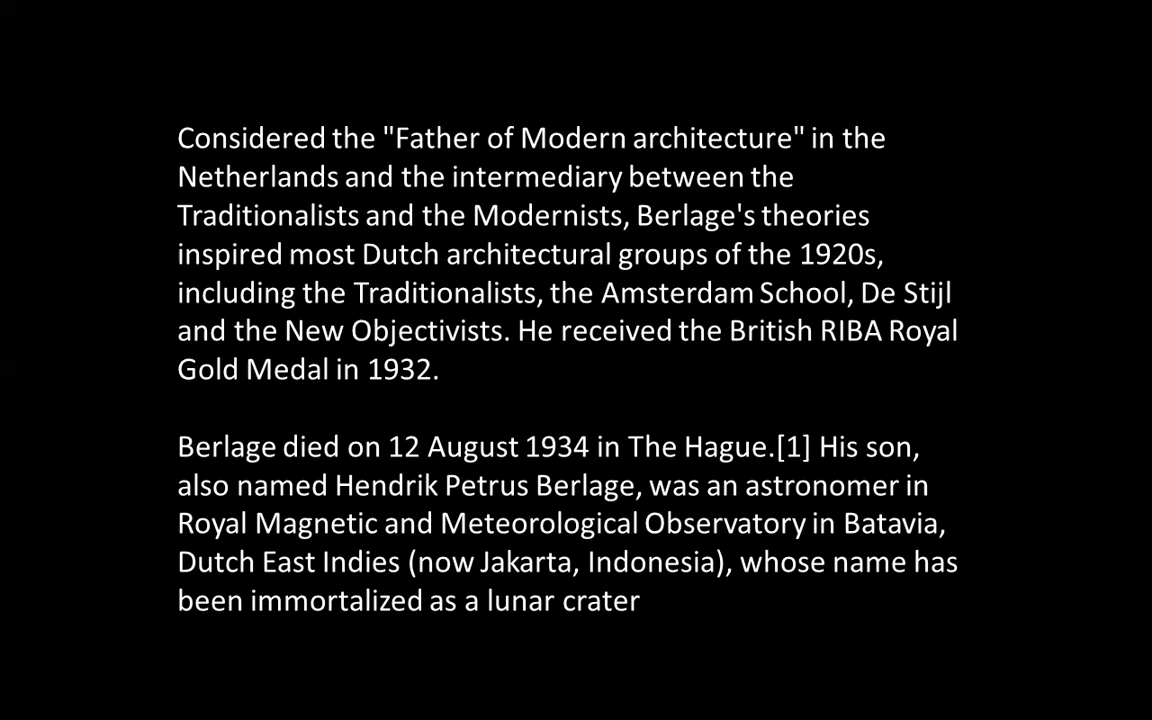 Considered the "Father of Modern architecture" in the
Netherlands and the intermediary between the
Traditionalists and the Modernists, Berlage's theories
inspired most Dutch architectural groups of the 1920s,
including the Traditionalists, the Amsterdam School, De Stijl
and the New Objectivists. He received the British RIBA Royal
Gold Medal in 1932.
Berlage died on 12 August 1934 in The Hague.[1] His son,
also named Hendrik Petrus Berlage, was an astronomer in
Royal Magnetic and Meteorological Observatory in Batavia,
Dutch East Indies (now Jakarta, Indonesia), whose name has
been immortalized as a lunar crater